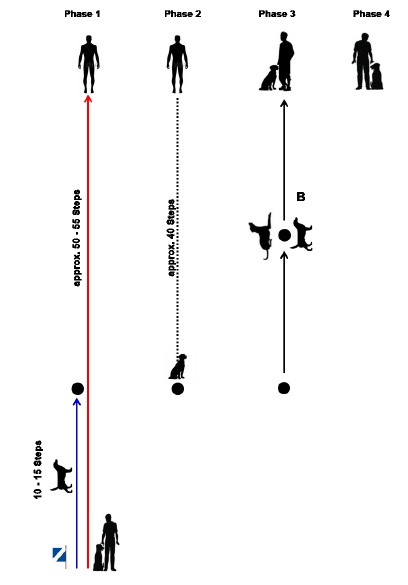 Phase 1
Phase 2
Phase 3
Phase 4
approx. 50 - 55 Steps
approx. 40 Steps
B
10 - 15 Steps